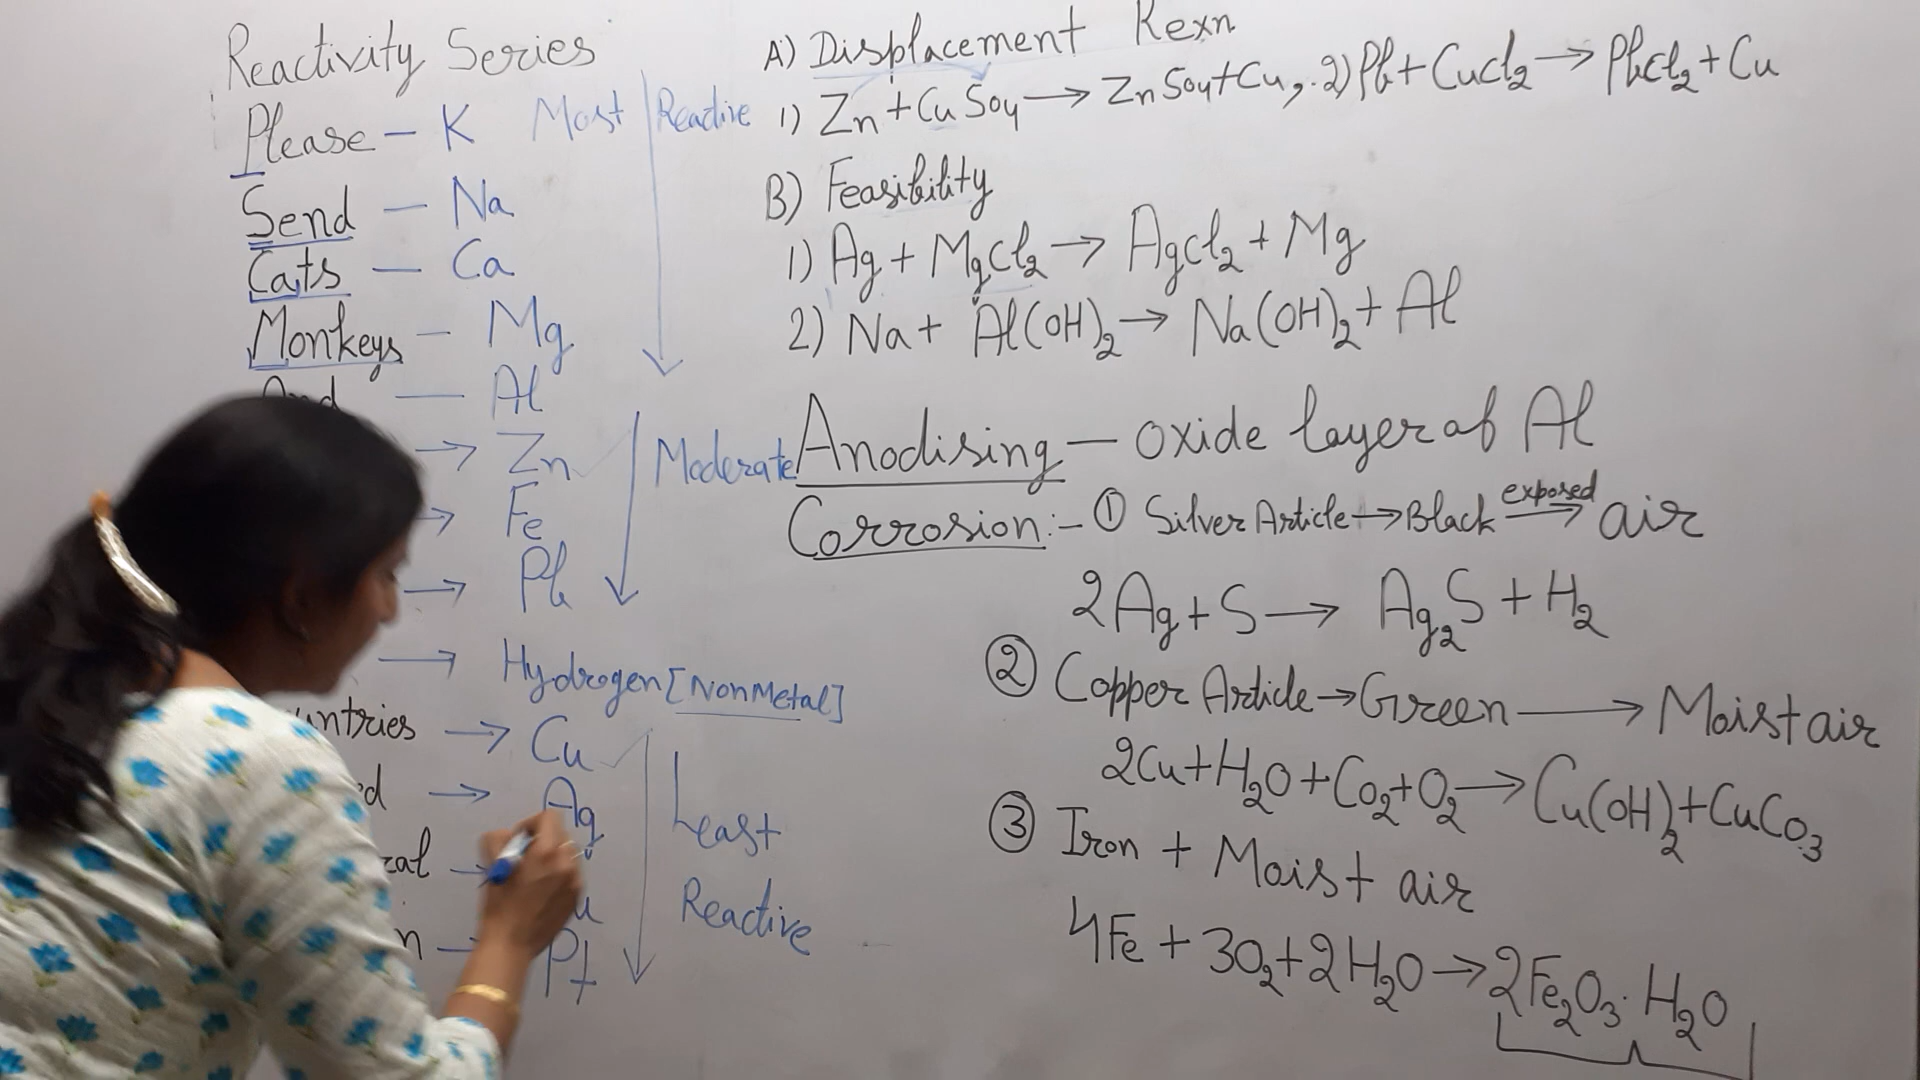 Reactivity Series
Please - K Most Reactive
Send - Na
Cats - Ca
Monkeys - Mg
And - Al
→ Zn Moderate
→ Fe
→ Pb
→ Hydrogen [NonMetal]
untries → Cu
d → Ag Least
cal → u Reactive
n - Pt
A) Displacement Rexn
1) Zn + CuSo4 → ZnSo4 + Cu, 2) Pb + CuCl2 → PbCl2 + Cu
B) Feasibility
1) Ag + MgCl2 → AgCl2 + Mg
2) Na + Al(OH)2 → Na(OH)2 + Al
Anodising - Oxide layer of Al
Corrosion :- ① Silver Article → Black exposed → air
2Ag + S → Ag2S + H2
② Copper Article → Green → Moist air
2Cu + H2O + Co2 + O2 → Cu(OH)2 + CuCo3
③ Iron + Moist air
4Fe + 3O2 + 2H2O → 2Fe2O3·H2O